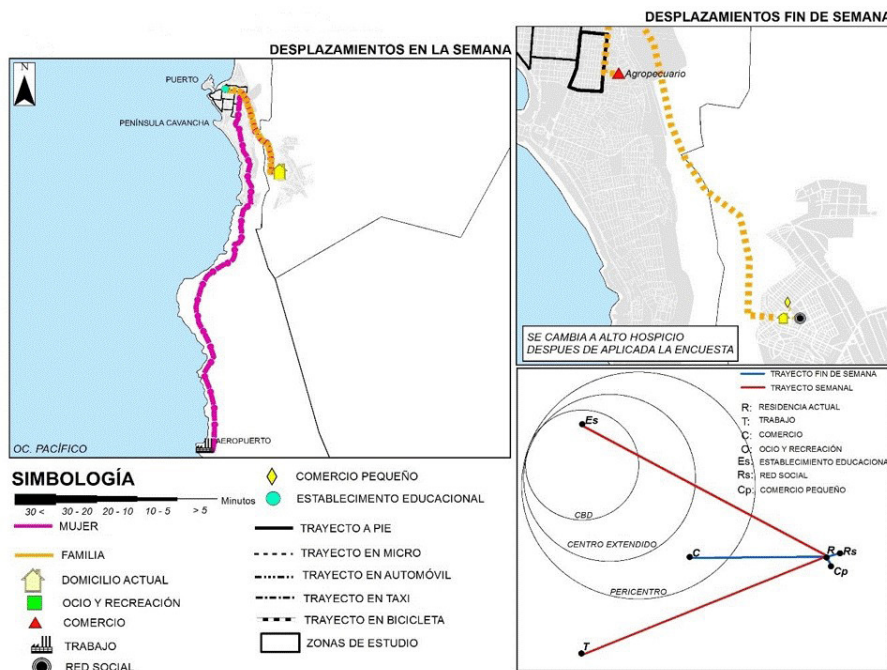 DESPLAZAMIENTOS EN LA SEMANA
N
PUERTO
PENÍNSULA CAVANCHA
AEROPUERTO
OC. PACÍFICO
DESPLAZAMIENTOS FIN DE SEMANA
Agropecuario
SE CAMBIA A ALTO HOSPICIO
DESPUES DE APLICADA LA ENCUESTA
TRAYECTO FIN DE SEMANA
TRAYECTO SEMANAL
R: RESIDENCIA ACTUAL
T: TRABAJO
C: COMERCIO
O: OCIO Y RECREACIÓN
Es: ESTABLECIMIENTO EDUCACIONAL
Rs: RED SOCIAL
Cp: COMERCIO PEQUEÑO
Es
CBD
CENTRO EXTENDIDO
PERICENTRO
C
R
Rs
Cp
T
SIMBOLOGÍA
Minutos
30 < 30 - 20 20 - 10 10 - 5 > 5
MUJER
FAMILIA
DOMICILIO ACTUAL
OCIO Y RECREACIÓN
COMERCIO
TRABAJO
RED SOCIAL
COMERCIO PEQUEÑO
ESTABLECIMENTO EDUCACIONAL
TRAYECTO A PIE
TRAYECTO EN MICRO
TRAYECTO EN AUTOMÓVIL
TRAYECTO EN TAXI
TRAYECTO EN BICICLETA
ZONAS DE ESTUDIO